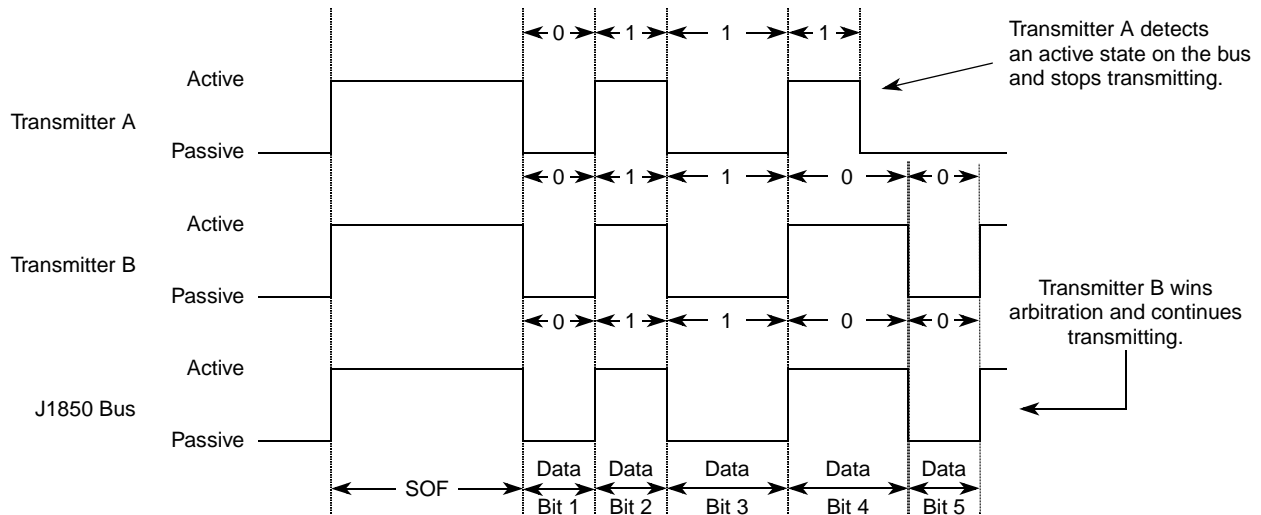 0 1 1 1
Transmitter A detects
an active state on the bus
and stops transmitting.
Active
Transmitter A
Passive
0 1 1 0 0
Active
Transmitter B
Passive
Transmitter B wins
arbitration and continues
transmitting.
0 1 1 0 0
Active
J1850 Bus
Passive
SOF
Data
Bit 1
Data
Bit 2
Data
Bit 3
Data
Bit 4
Data
Bit 5